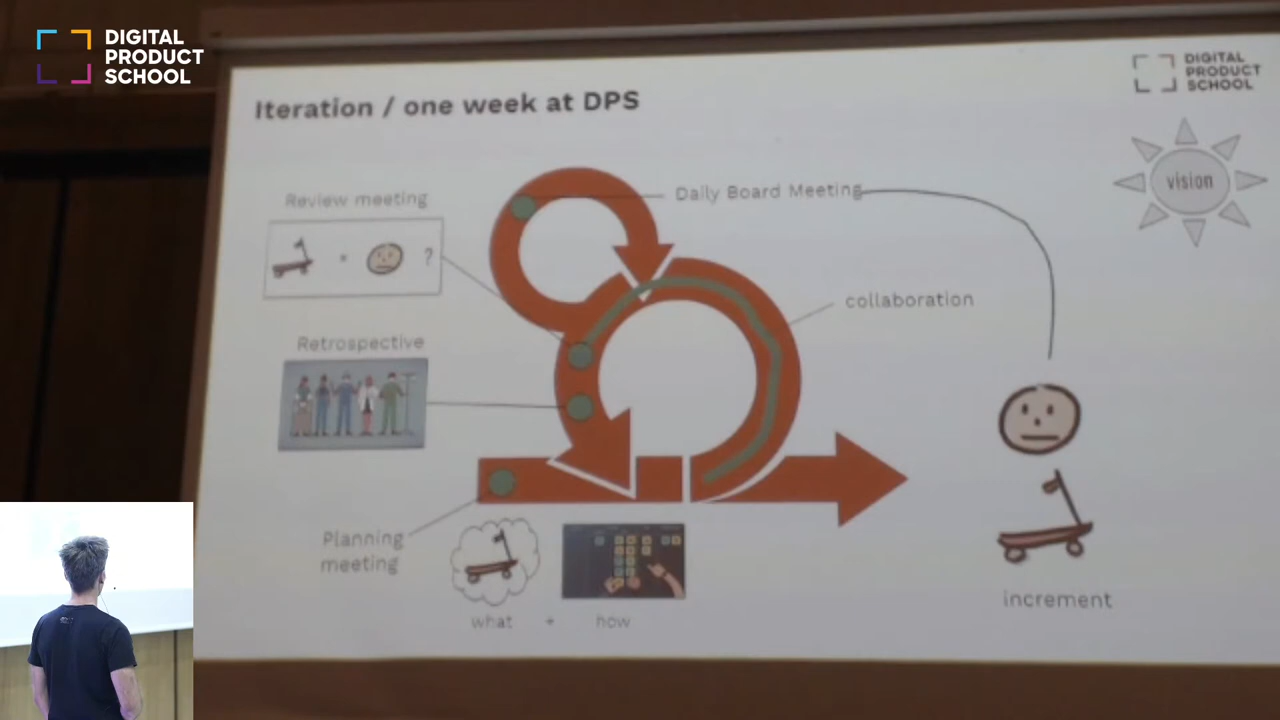 DIGITAL
PRODUCT
SCHOOL
DIGITAL
PRODUCT
SCHOOL
Iteration / one week at DPS
vision
Review meeting
Daily Board Meeting
?
collaboration
Retrospective
Planning
meeting
what + how
increment